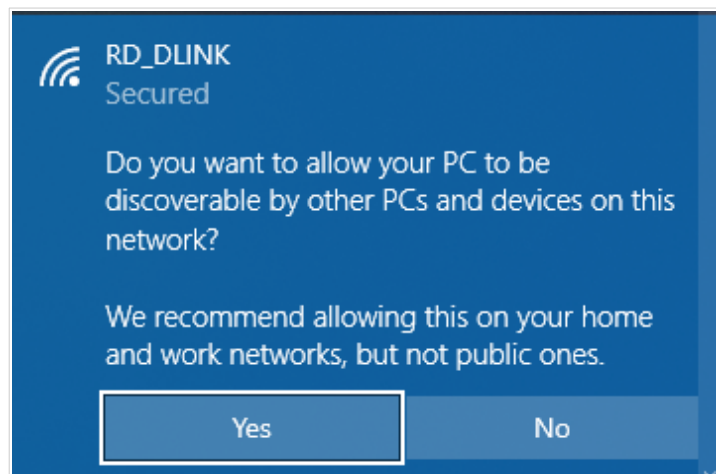 RD_DLINK
Secured
Do you want to allow your PC to be
discoverable by other PCs and devices on this
network?
We recommend allowing this on your home
and work networks, but not public ones.
Yes No